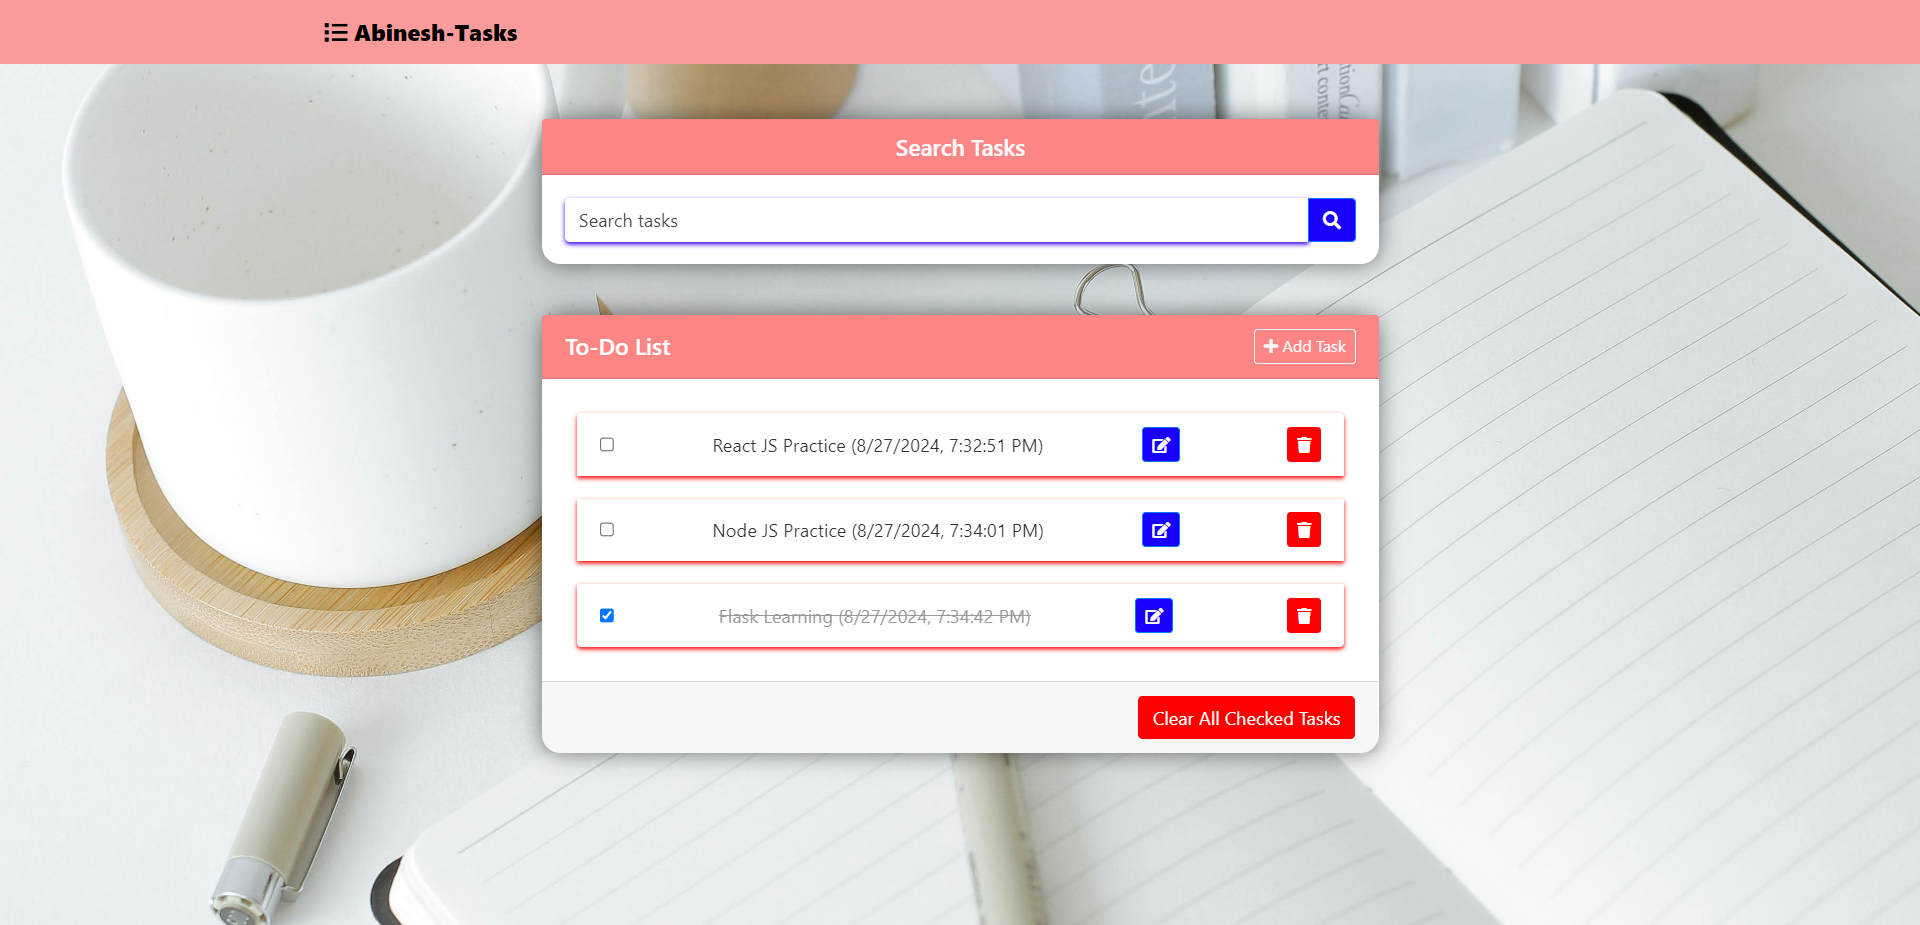 Abinesh-Tasks
Search Tasks
Search tasks
To-Do List
Add Task
React JS Practice (8/27/2024, 7:32:51 PM)
Node JS Practice (8/27/2024, 7:34:01 PM)
Flask Learning (8/27/2024, 7:34:42 PM)
Clear All Checked Tasks